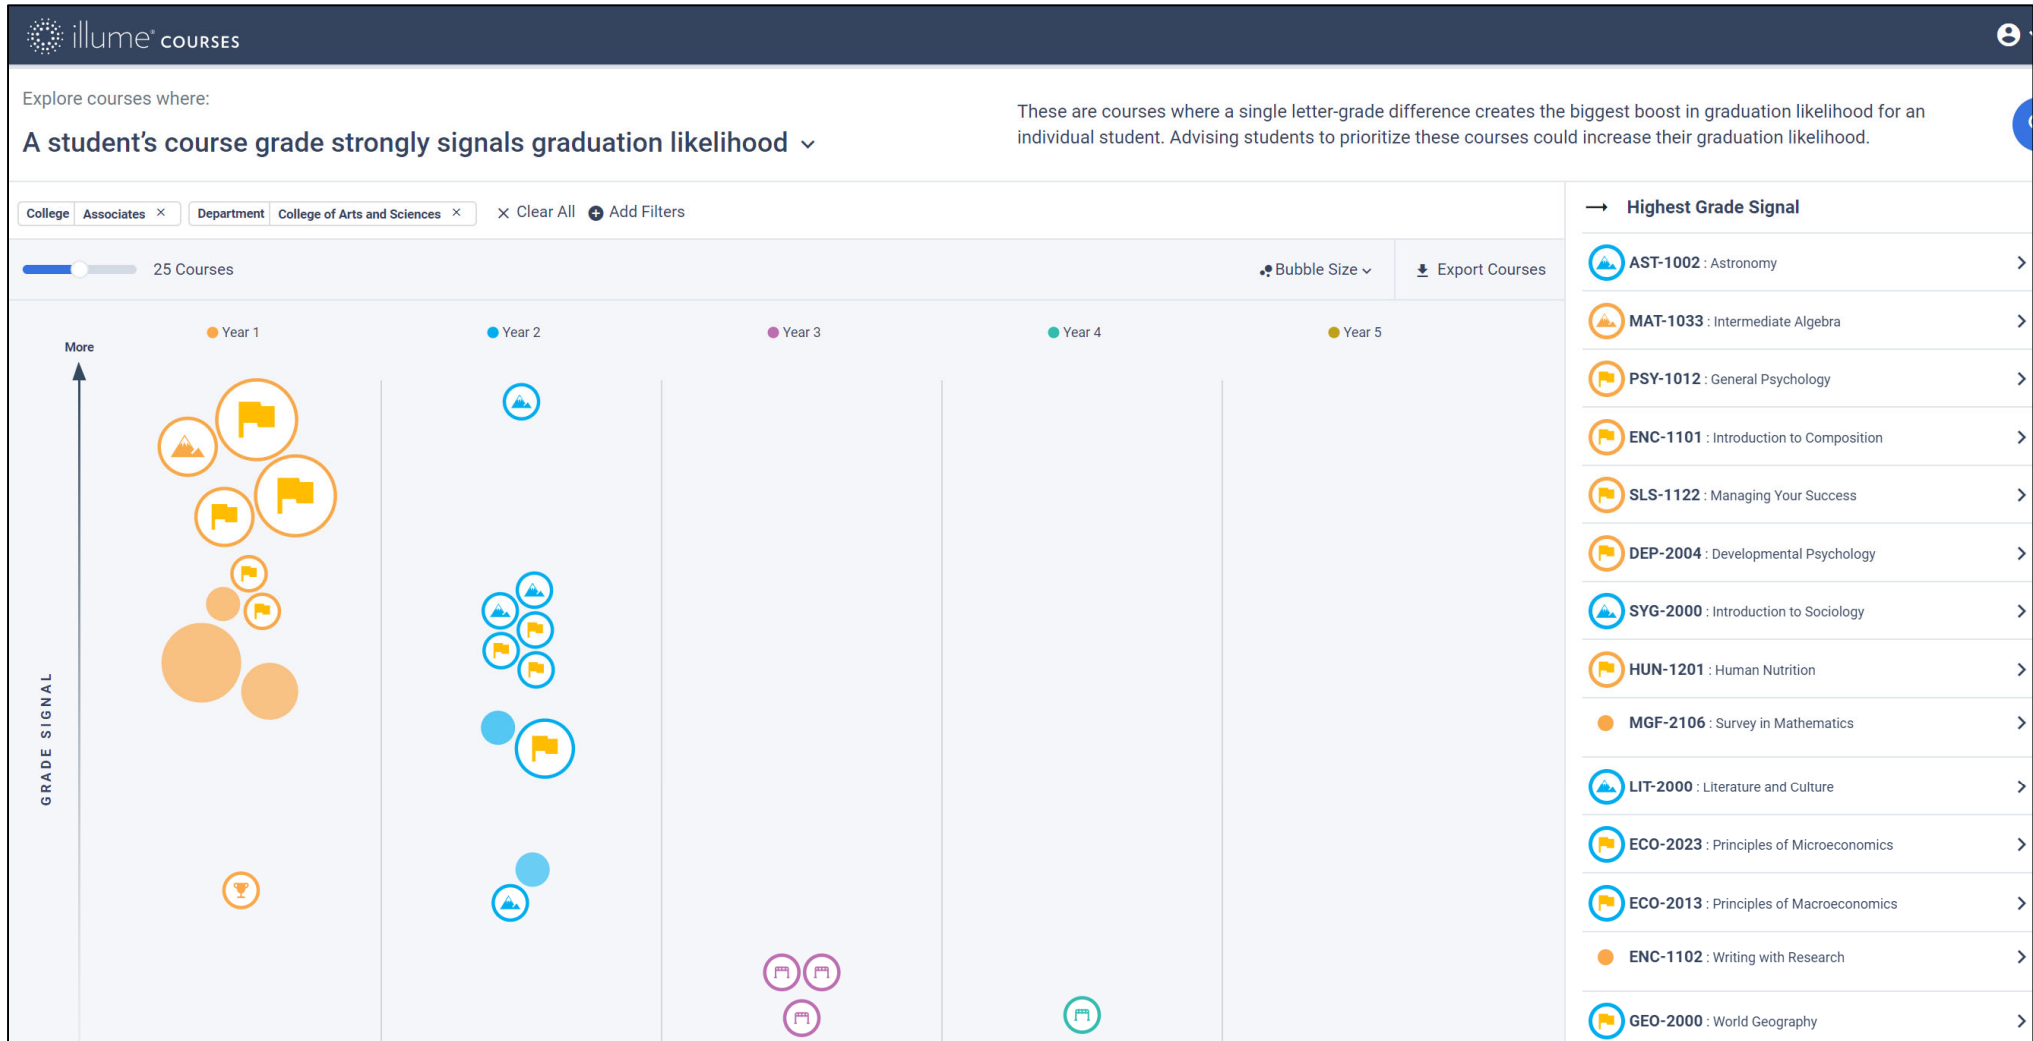 illume® COURSES
Explore courses where:
A student's course grade strongly signals graduation likelihood
These are courses where a single letter-grade difference creates the biggest boost in graduation likelihood for an
individual student. Advising students to prioritize these courses could increase their graduation likelihood.
College Associates × Department College of Arts and Sciences × × Clear All Add Filters
25 Courses Bubble Size Export Courses
Year 1 Year 2 Year 3 Year 4 Year 5
More
GRADE SIGNAL
→ Highest Grade Signal
AST-1002 : Astronomy
MAT-1033 : Intermediate Algebra
PSY-1012 : General Psychology
ENC-1101 : Introduction to Composition
SLS-1122 : Managing Your Success
DEP-2004 : Developmental Psychology
SYG-2000 : Introduction to Sociology
HUN-1201 : Human Nutrition
MGF-2106 : Survey in Mathematics
LIT-2000 : Literature and Culture
ECO-2023 : Principles of Microeconomics
ECO-2013 : Principles of Macroeconomics
ENC-1102 : Writing with Research
GEO-2000 : World Geography